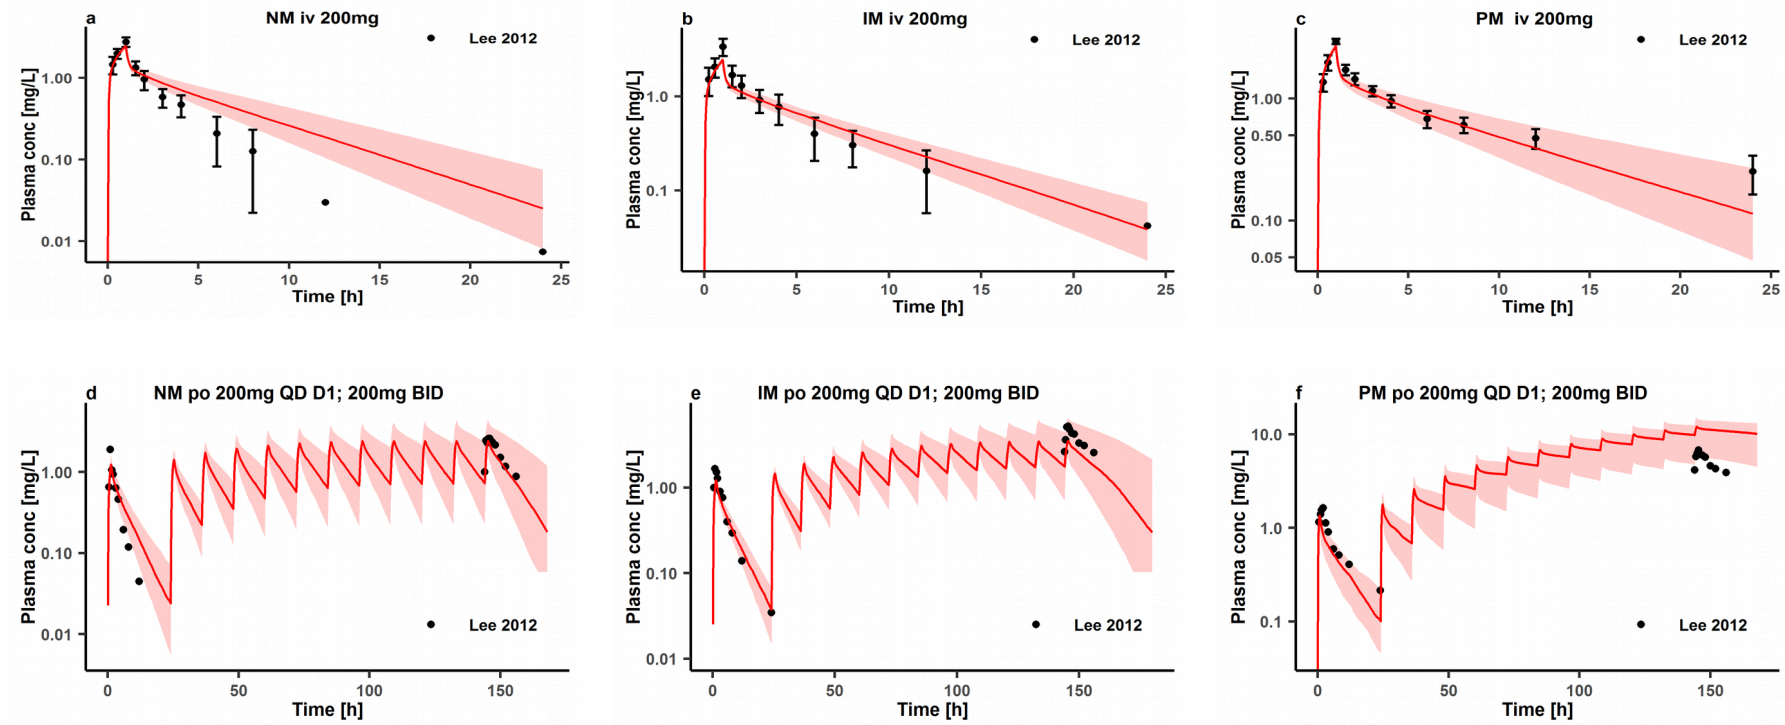 a NM iv 200mg
Lee 2012
Plasma conc [mg/L]
1.00
0.10
0.01
0 5 10 15 20 25
Time [h]
b IM iv 200mg
Lee 2012
Plasma conc [mg/L]
1.0
0.1
0 5 10 15 20 25
Time [h]
c PM iv 200mg
Lee 2012
Plasma conc [mg/L]
1.00
0.50
0.10
0.05
0 5 10 15 20 25
Time [h]
d NM po 200mg QD D1; 200mg BID
Plasma conc [mg/L]
1.00
0.10
0.01
Lee 2012
0 50 100 150
Time [h]
e IM po 200mg QD D1; 200mg BID
Plasma conc [mg/L]
1.00
0.10
0.01
Lee 2012
0 50 100 150
Time [h]
f PM po 200mg QD D1; 200mg BID
Plasma conc [mg/L]
10.0
1.0
0.1
Lee 2012
0 50 100 150
Time [h]